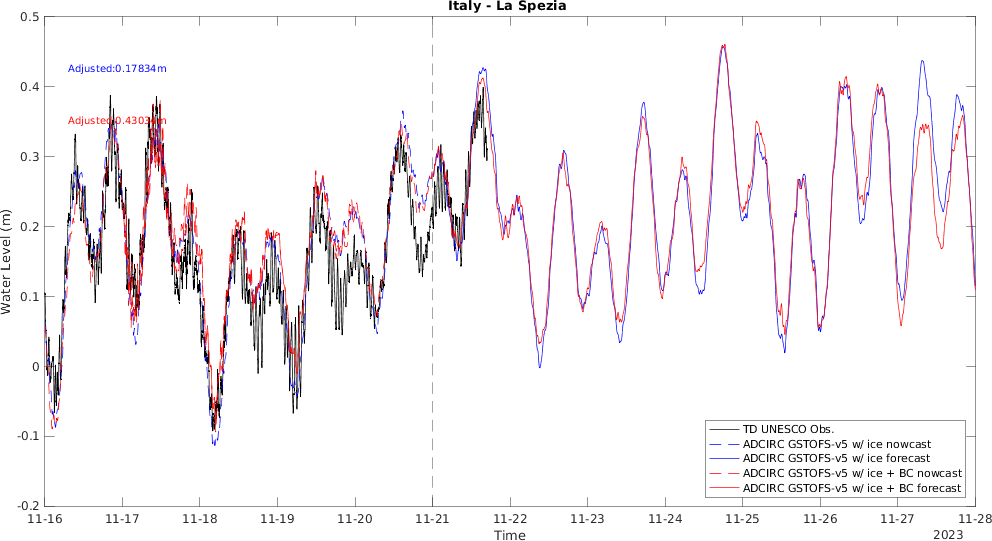 Italy - La Spezia
0.5
0.4
0.3
0.2
0.1
0
-0.1
-0.2
Water Level (m)
Adjusted:0.17834m
Adjusted:0.43034m
TD UNESCO Obs.
ADCIRC GSTOFS-v5 w/ ice nowcast
ADCIRC GSTOFS-v5 w/ ice forecast
ADCIRC GSTOFS-v5 w/ ice + BC nowcast
ADCIRC GSTOFS-v5 w/ ice + BC forecast
11-16 11-17 11-18 11-19 11-20 11-21 11-22 11-23 11-24 11-25 11-26 11-27 11-28
Time
2023